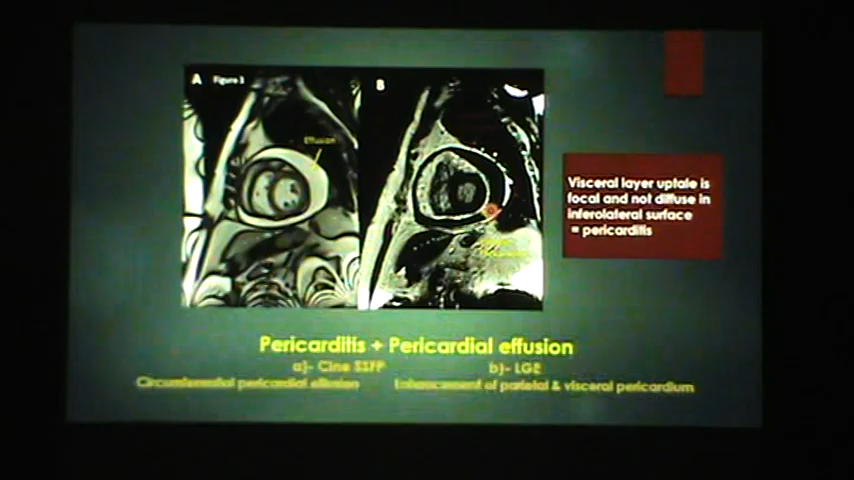 A Figure 3
B
Effusion
Visceral layer uptake is
focal and not diffuse in
inferolateral surface
= pericarditis
Pericarditis + Pericardial effusion
a)- Cine SSFP
b)- LGE
Circumferential pericardial effusion
Enhancement of parietal & visceral pericardium